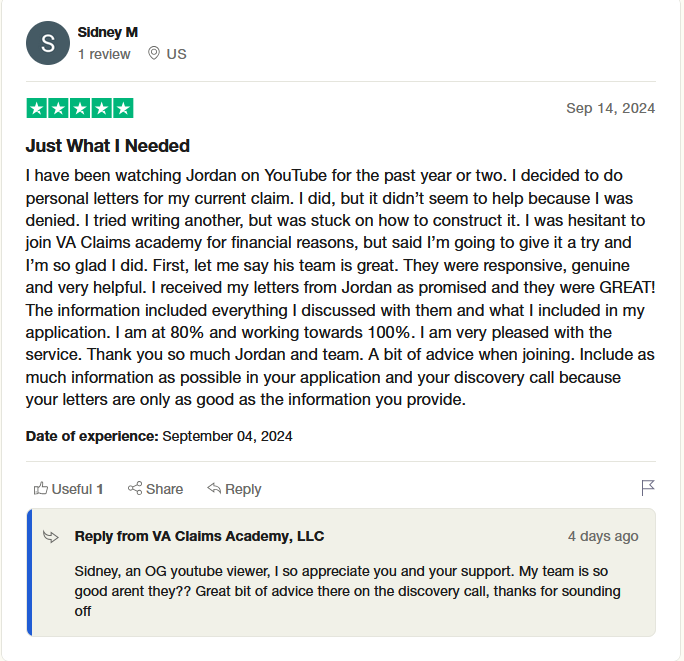 S
Sidney M
1 review US
Sep 14, 2024
Just What I Needed
I have been watching Jordan on YouTube for the past year or two. I decided to do
personal letters for my current claim. I did, but it didn’t seem to help because I was
denied. I tried writing another, but was stuck on how to construct it. I was hesitant to
join VA Claims academy for financial reasons, but said I’m going to give it a try and
I’m so glad I did. First, let me say his team is great. They were responsive, genuine
and very helpful. I received my letters from Jordan as promised and they were GREAT!
The information included everything I discussed with them and what I included in my
application. I am at 80% and working towards 100%. I am very pleased with the
service. Thank you so much Jordan and team. A bit of advice when joining. Include as
much information as possible in your application and your discovery call because
your letters are only as good as the information you provide.
Date of experience: September 04, 2024
Useful 1 Share Reply
Reply from VA Claims Academy, LLC 4 days ago
Sidney, an OG youtube viewer, I so appreciate you and your support. My team is so
good arent they?? Great bit of advice there on the discovery call, thanks for sounding
off